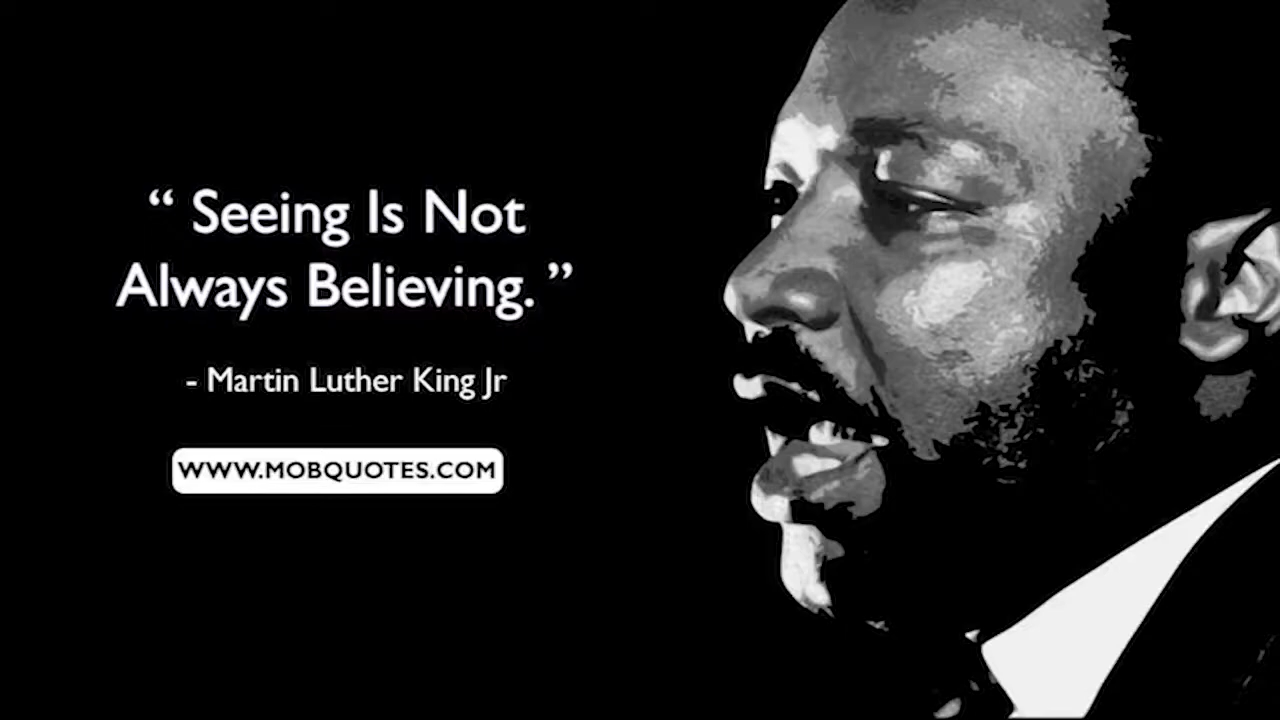 “ Seeing Is Not
Always Believing. ”
- Martin Luther King Jr
WWW.MOBQUOTES.COM